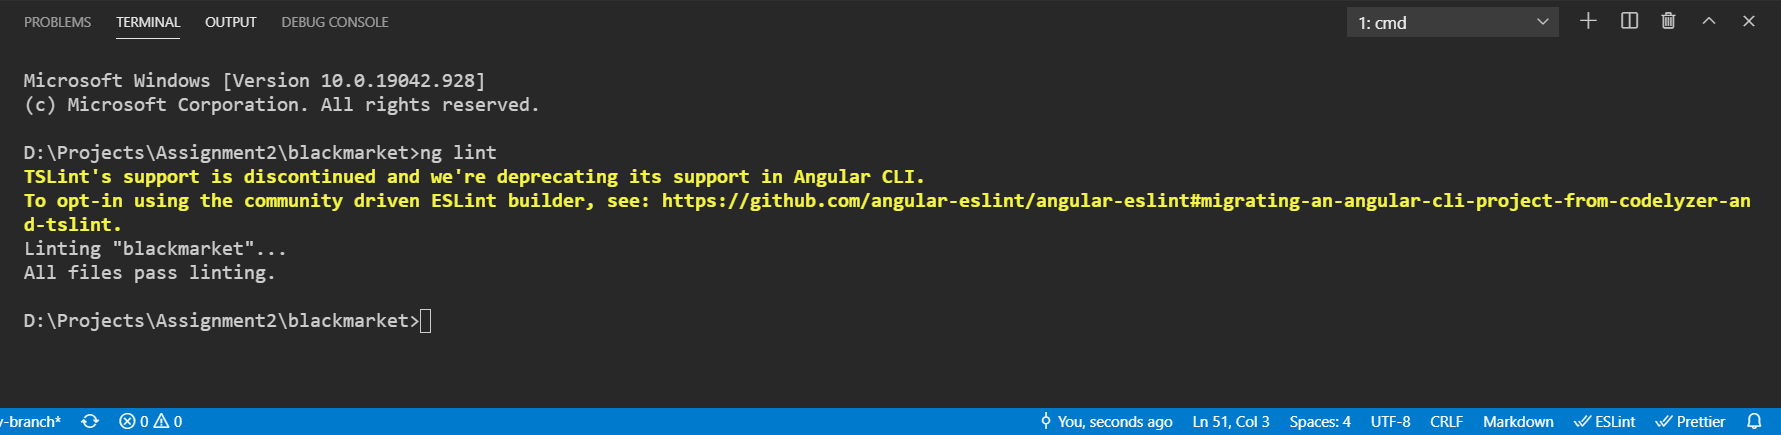 PROBLEMS TERMINAL OUTPUT DEBUG CONSOLE 1: cmd
Microsoft Windows [Version 10.0.19042.928]
(c) Microsoft Corporation. All rights reserved.
D:\Projects\Assignment2\blackmarket>ng lint
TSLint's support is discontinued and we're deprecating its support in Angular CLI.
To opt-in using the community driven ESLint builder, see: https://github.com/angular-eslint/angular-eslint#migrating-an-angular-cli-project-from-codelyzer-an
d-tslint.
Linting "blackmarket"...
All files pass linting.
D:\Projects\Assignment2\blackmarket>
-branch* 0 0 You, seconds ago Ln 51, Col 3 Spaces: 4 UTF-8 CRLF Markdown ESLint Prettier